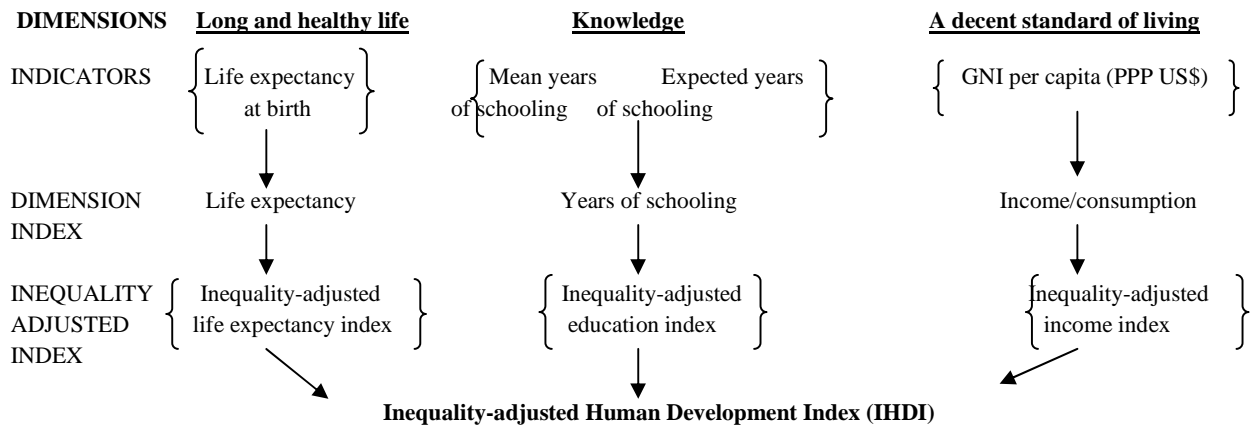 DIMENSIONS Long and healthy life Knowledge A decent standard of living
INDICATORS Life expectancy Mean years Expected years GNI per capita (PPP US$)
at birth of schooling of schooling
DIMENSION Life expectancy Years of schooling Income/consumption
INDEX
INEQUALITY Inequality-adjusted Inequality-adjusted Inequality-adjusted
ADJUSTED life expectancy index education index income index
INDEX
Inequality-adjusted Human Development Index (IHDI)